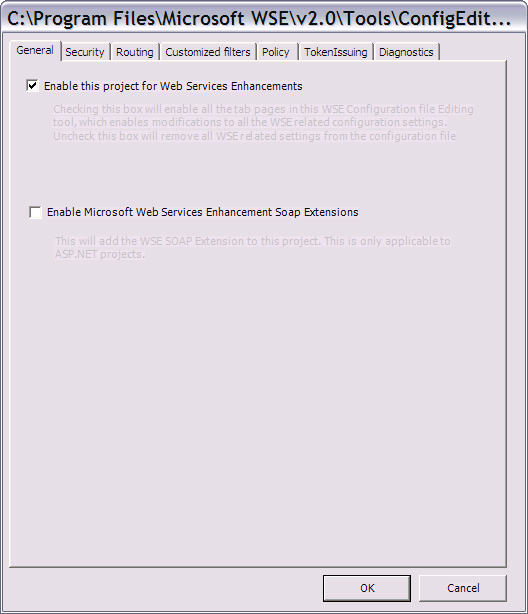 C:\Program Files\Microsoft WSE\v2.0\Tools\ConfigEdit...
General Security Routing Customized filters Policy TokenIssuing Diagnostics
Enable this project for Web Services Enhancements
Checking this box will enable all the tab pages in this WSE Configuration file Editing
tool, which enables modifications to all the WSE related configuration settings.
Uncheck this box will remove all WSE related settings from the configuration file
Enable Microsoft Web Services Enhancement Soap Extensions
This will add the WSE SOAP Extension to this project. This is only applicable to
ASP.NET projects.
OK Cancel